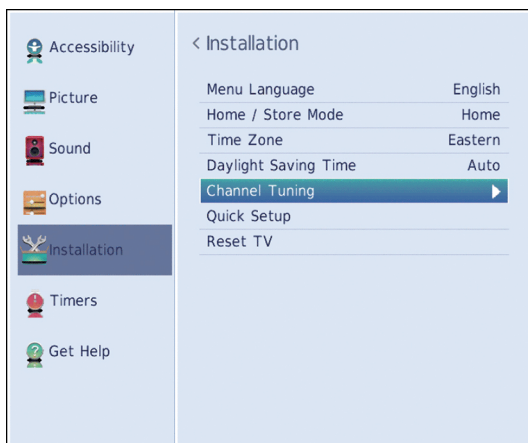 Accessibility
Picture
Sound
Options
Installation
Timers
Get Help
< Installation
Menu Language English
Home / Store Mode Home
Time Zone Eastern
Daylight Saving Time Auto
Channel Tuning
Quick Setup
Reset TV